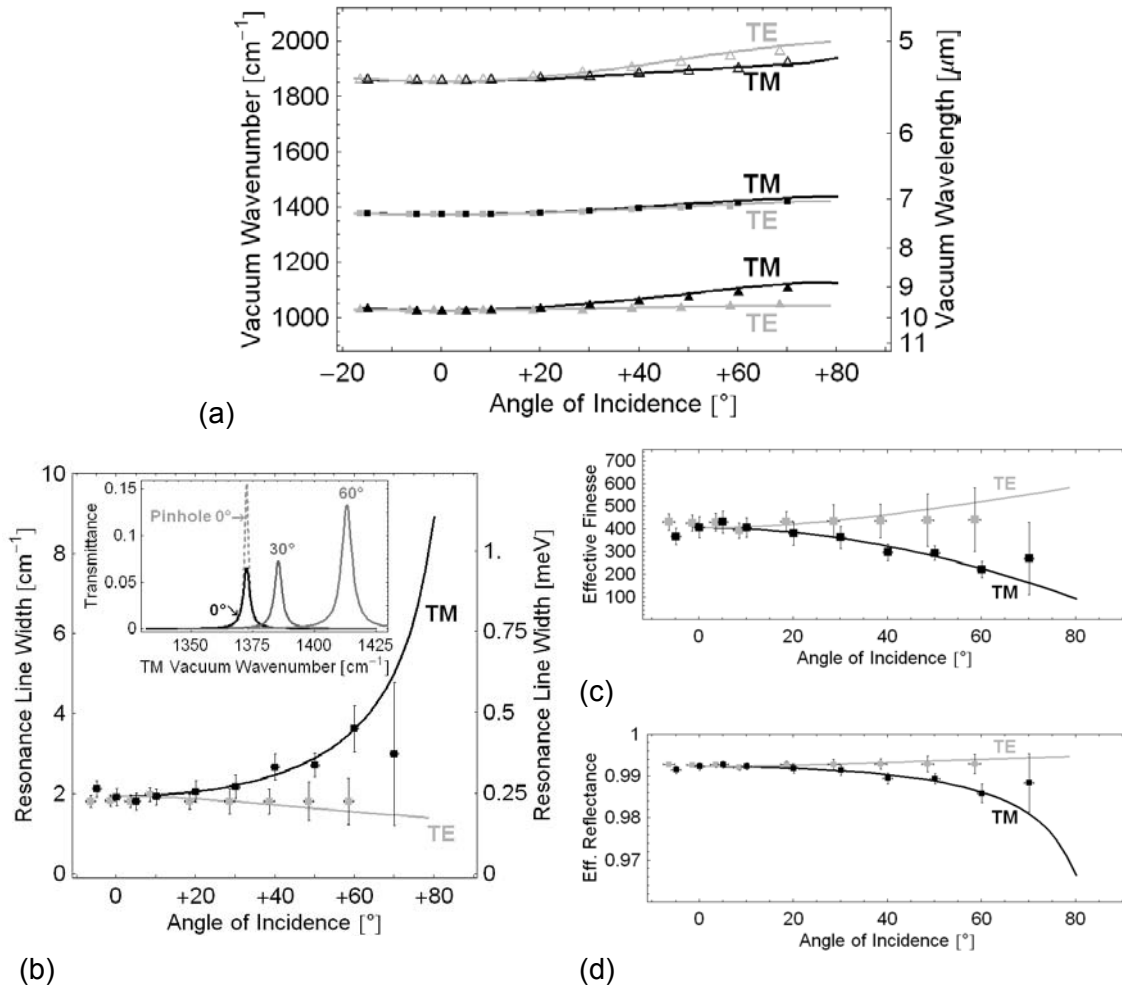 2000
1800
1600
1400
1200
1000
Vacuum Wavenumber [cm⁻¹]
TE
TM
TM
TE
TM
TE
5
6
7
8
9
10
11
Vacuum Wavelength [μm]
−20 0 +20 +40 +60 +80
Angle of Incidence [°]
(a)
10
8
6
4
2
0
Resonance Line Width [cm⁻¹]
0.15
0.1
0.05
0
Transmittance
Pinhole 0°
0°
30°
60°
1350 1375 1400 1425
TM Vacuum Wavenumber [cm⁻¹]
TM
TE
1.
0.75
0.5
0.25
0
Resonance Line Width [meV]
0 +20 +40 +60 +80
Angle of Incidence [°]
(b)
700
600
500
400
300
200
100
Effective Finesse
TE
TM
0 20 40 60 80
Angle of Incidence [°]
(c)
1
0.99
0.98
0.97
Eff. Reflectance
TE
TM
0 20 40 60 80
Angle of Incidence [°]
(d)